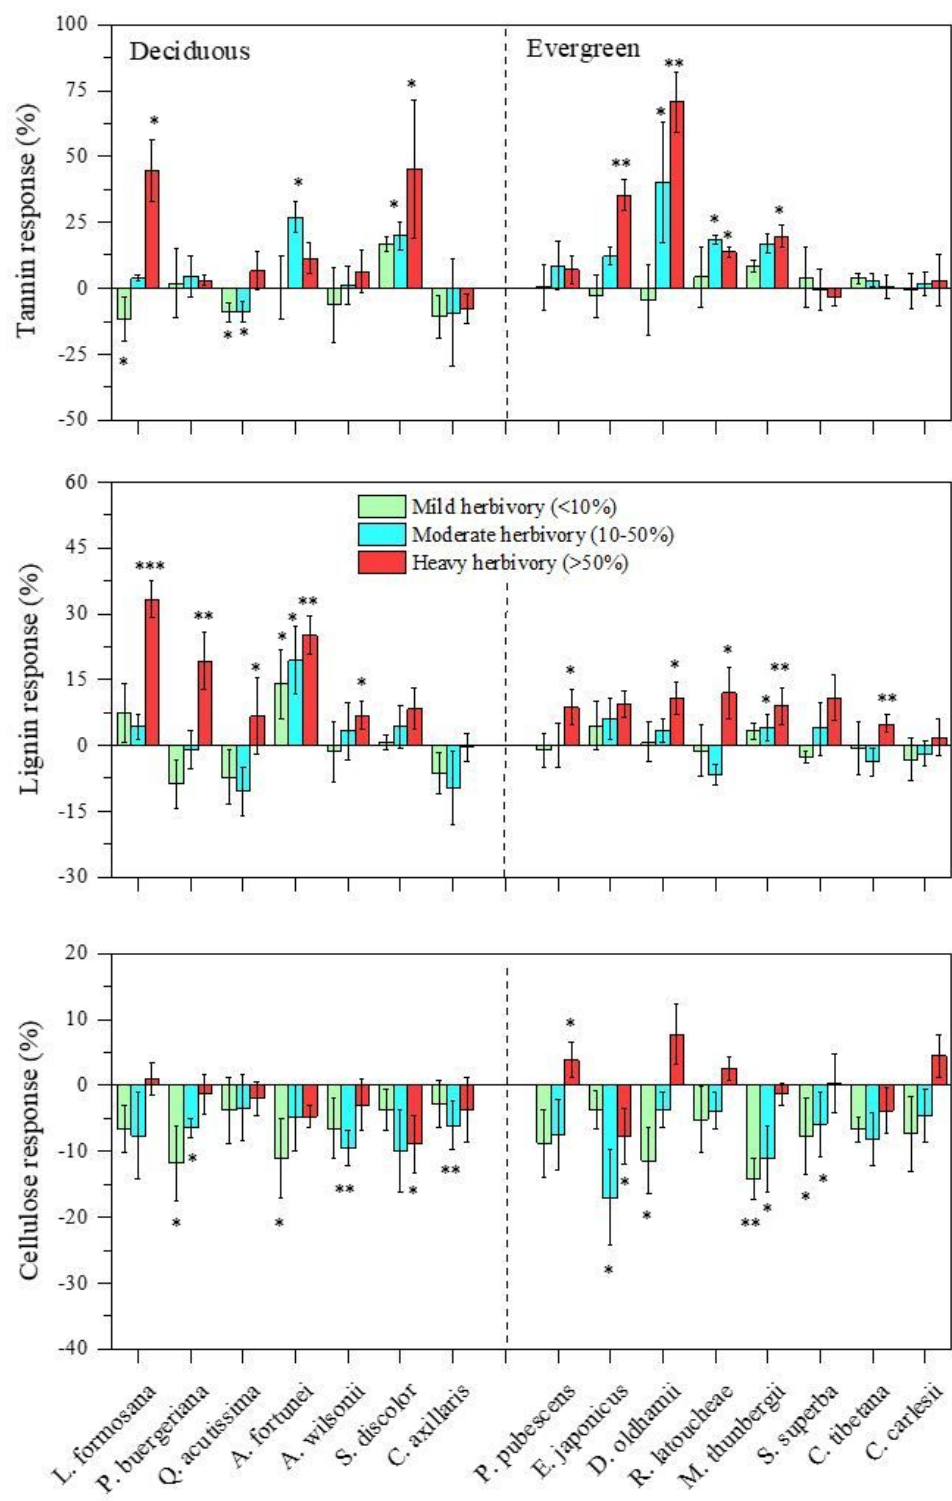 Deciduous
Evergreen
Tannin response (%)
100
75
50
25
0
-25
-50
* * * * * * * * ** * ** * * *
Mild herbivory (<10%)
Moderate herbivory (10-50%)
Heavy herbivory (>50%)
Lignin response (%)
60
45
30
15
0
-15
-30
*** ** * * * ** * * * * * ** **
Cellulose response (%)
20
10
0
-10
-20
-30
-40
* * * ** * ** * * * * ** * * *
L. formosana
P. buergeriana
Q. acutissima
A. fortunei
A. wilsonii
S. discolor
C. axillaris
P. pubescens
E. japonicus
D. oldhamii
R. latoucheae
M. thunbergii
S. superba
C. tibetana
C. carlesii